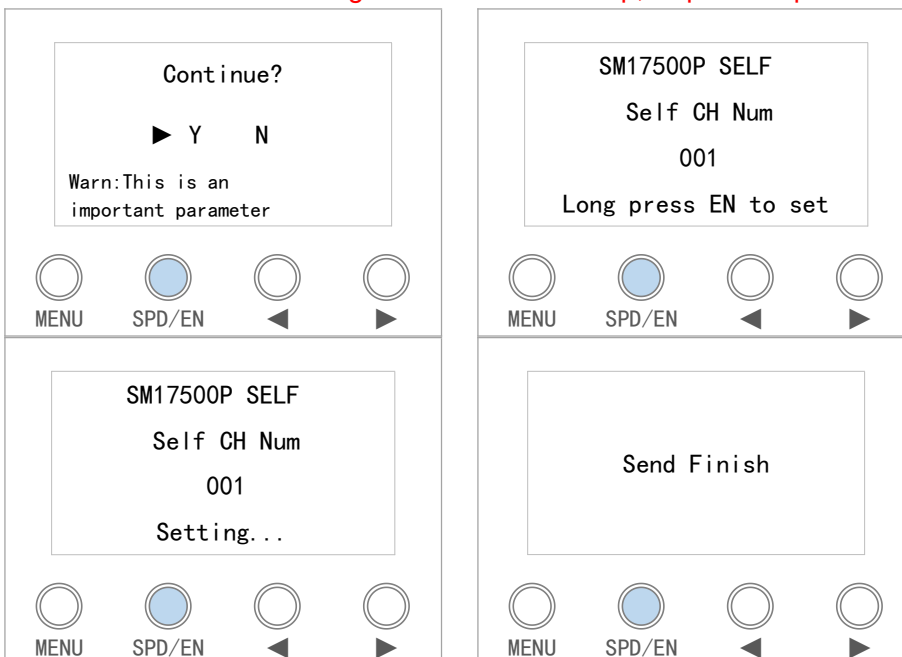 Continue?
▶ Y N
Warn:This is an
important parameter
MENU SPD/EN ◀ ▶
SM17500P SELF
Self CH Num
001
Long press EN to set
MENU SPD/EN ◀ ▶
SM17500P SELF
Self CH Num
001
Setting...
MENU SPD/EN ◀ ▶
Send Finish
MENU SPD/EN ◀ ▶